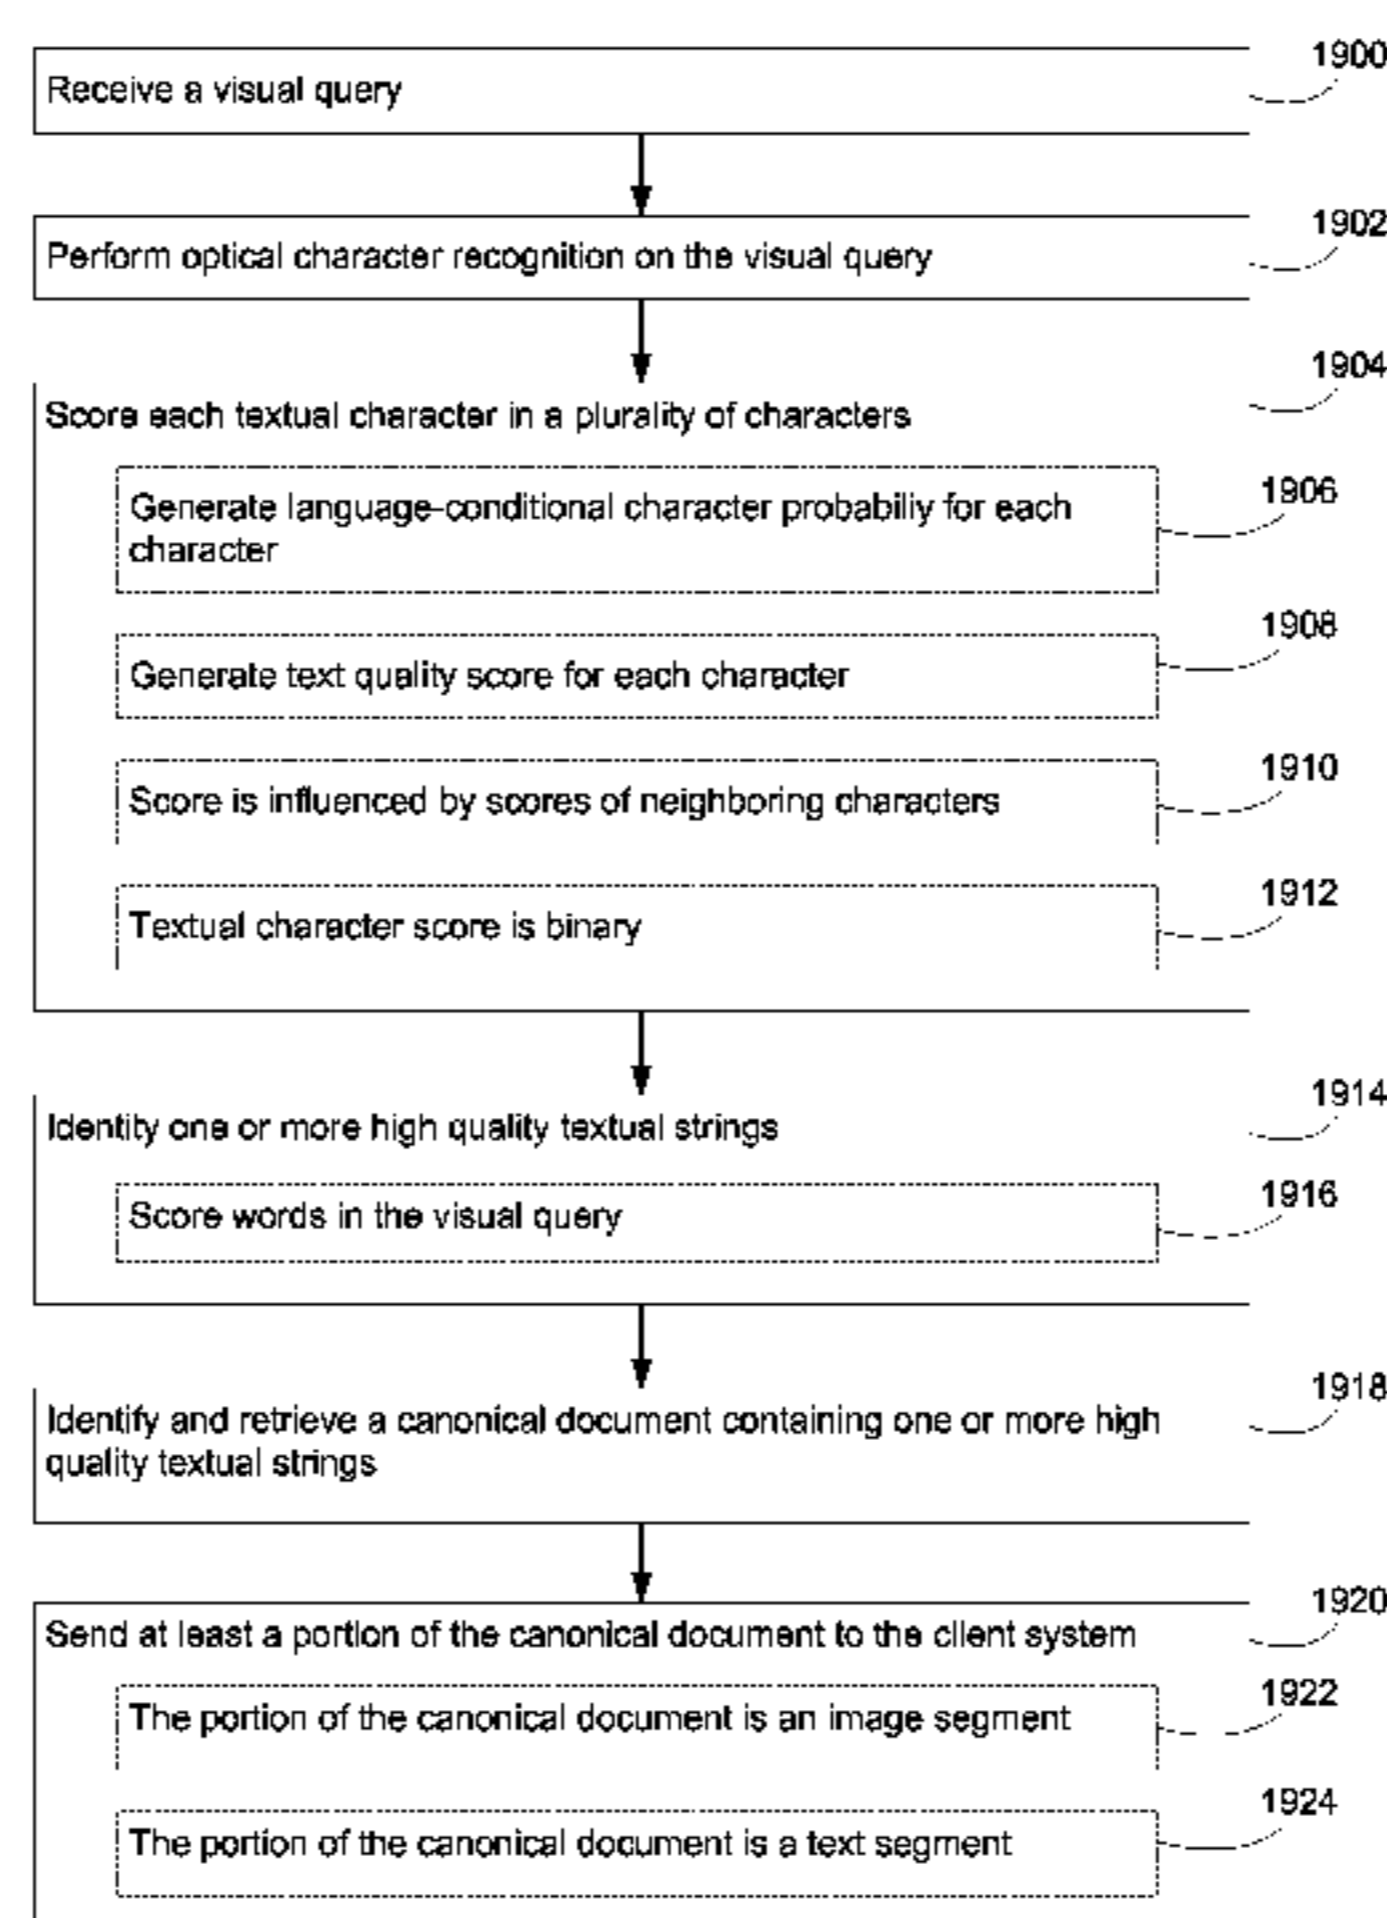 1900
Receive a visual query
1902
Perform optical character recognition on the visual query
1904
Score each textual character in a plurality of characters
1906
Generate language-conditional character probabiliy for each
character
1908
Generate text quality score for each character
1910
Score is influenced by scores of neighboring characters
1912
Textual character score is binary
1914
Identity one or more high quality textual strings
1916
Score words in the visual query
1918
Identify and retrieve a canonical document containing one or more high
quality textual strings
1920
Send at least a portion of the canonical document to the client system
1922
The portion of the canonical document is an image segment
1924
The portion of the canonical document is a text segment